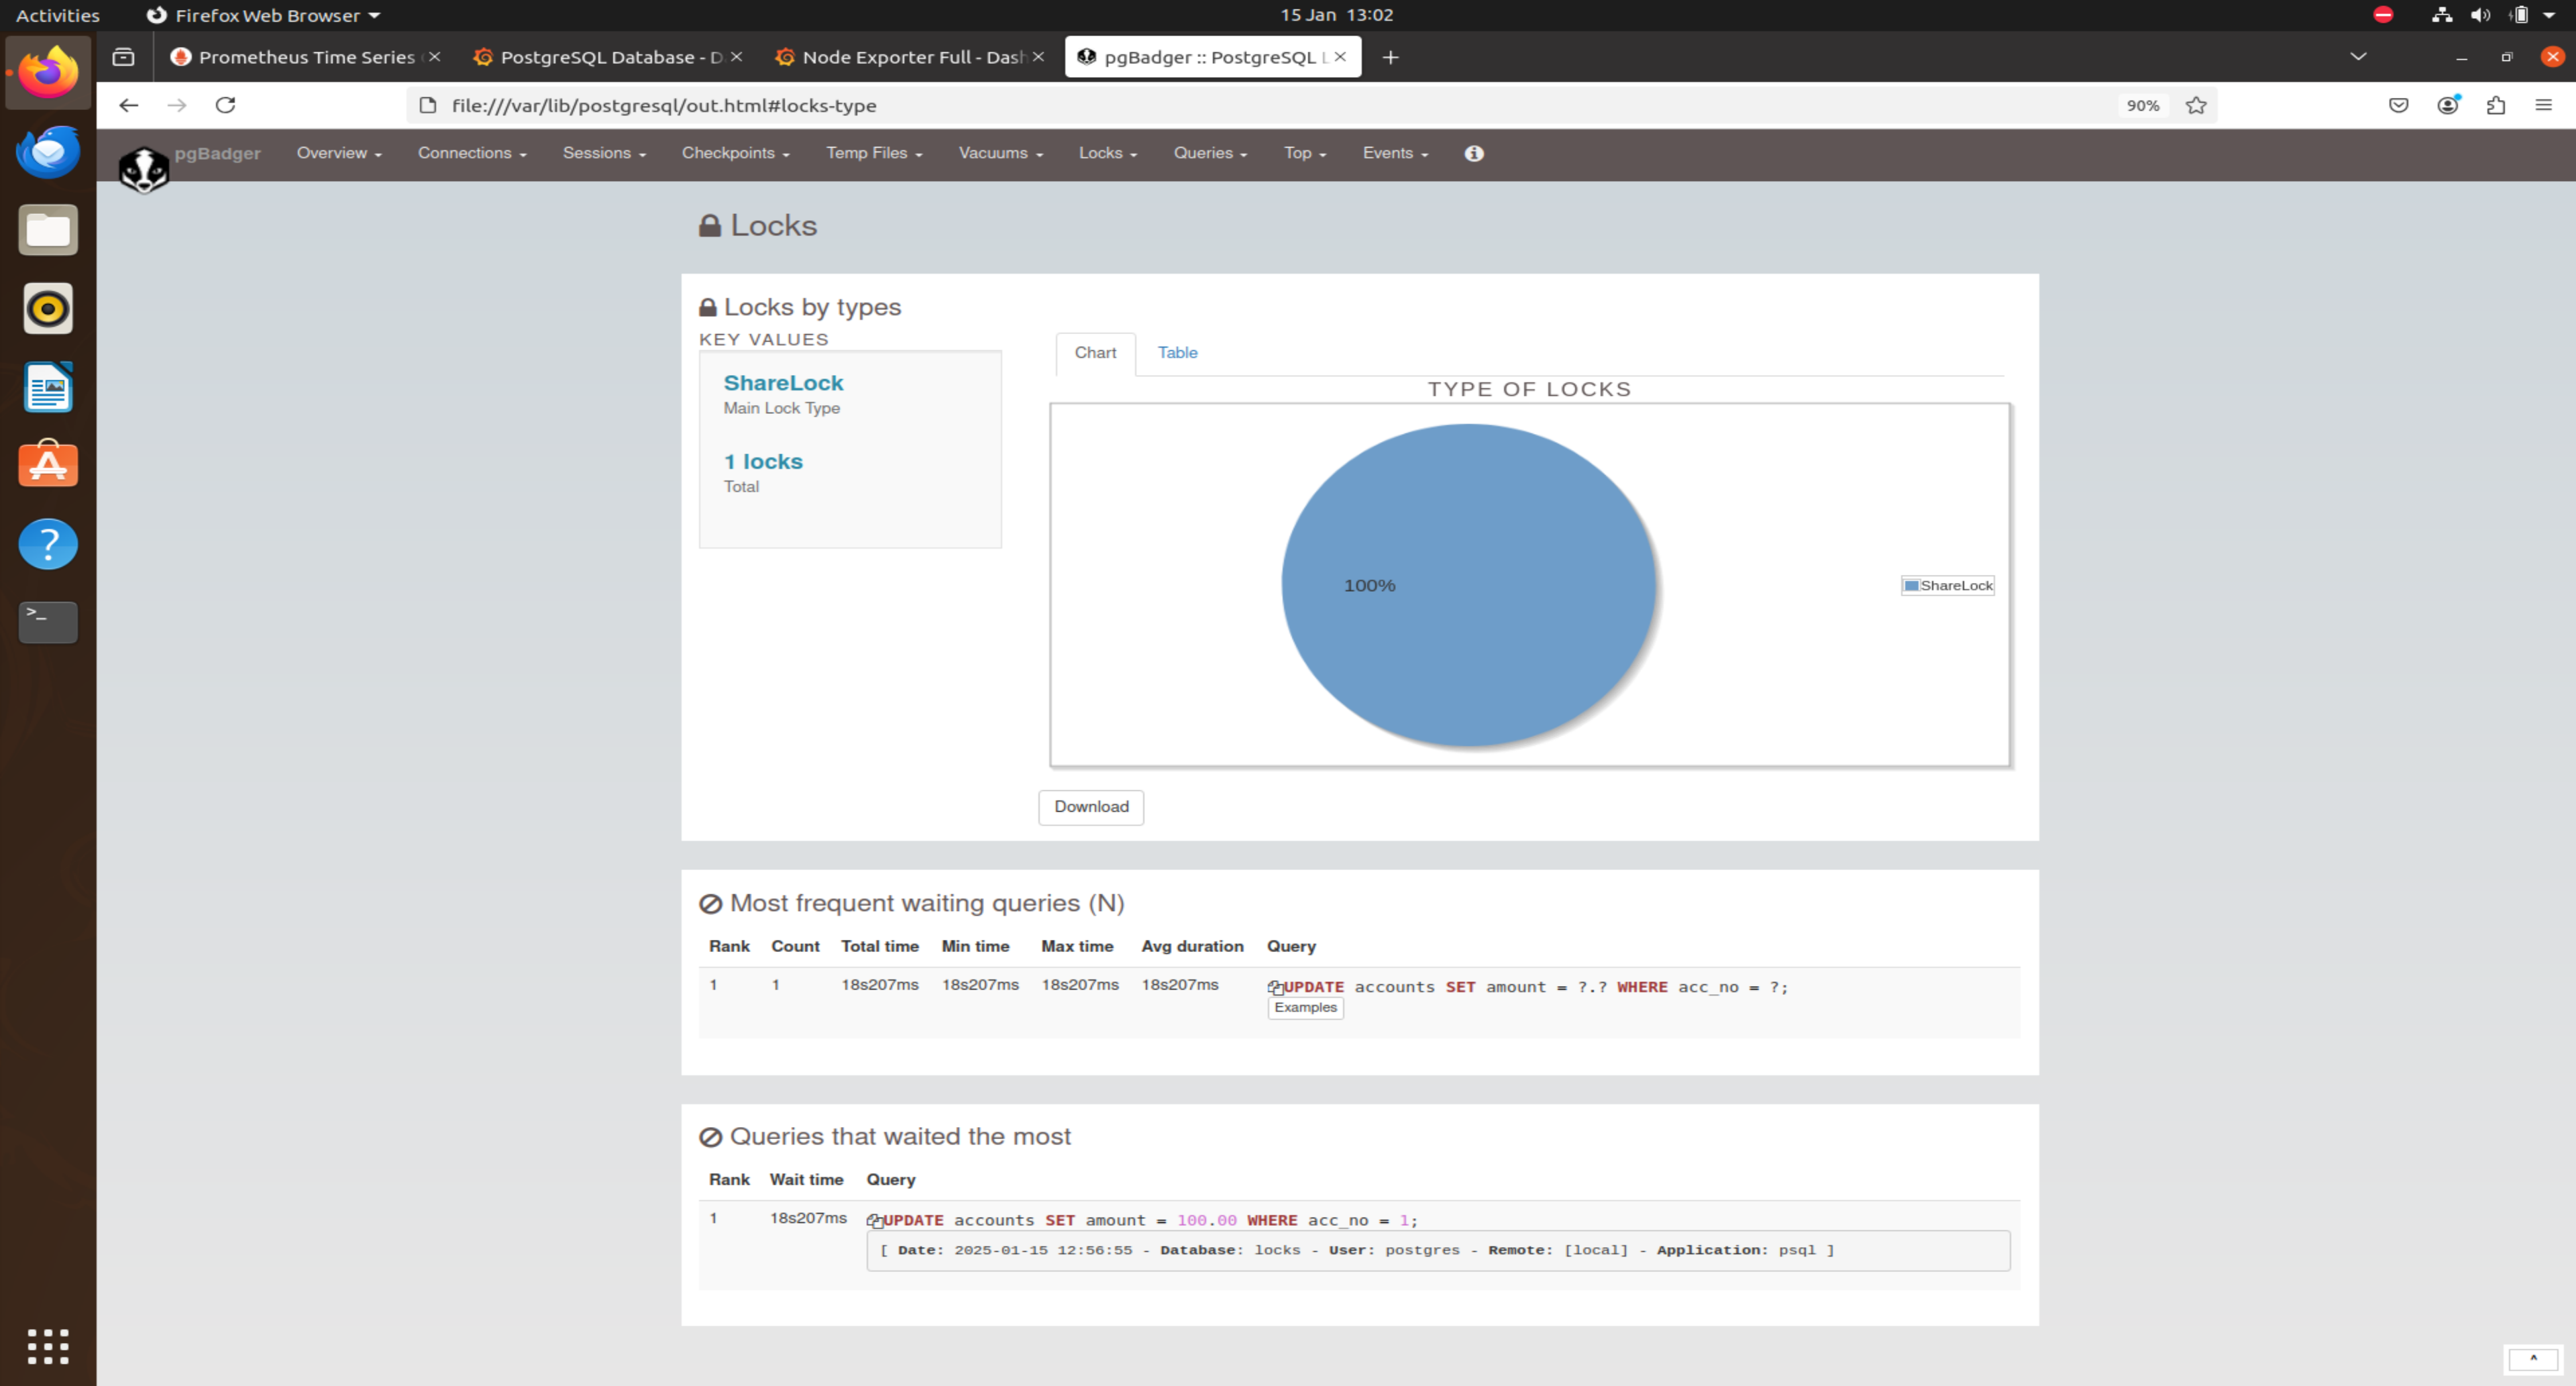 Activities Firefox Web Browser 15 Jan 13:02
Prometheus Time Series PostgreSQL Database - D Node Exporter Full - Dash pgBadger :: PostgreSQL L
file:///var/lib/postgresql/out.html#locks-type 90%
pgBadger Overview Connections Sessions Checkpoints Temp Files Vacuums Locks Queries Top Events
Locks
Locks by types
KEY VALUES
ShareLock
Main Lock Type
1 locks
Total
Chart Table
TYPE OF LOCKS
100%
ShareLock
Download
Most frequent waiting queries (N)
Rank Count Total time Min time Max time Avg duration Query
1 1 18s207ms 18s207ms 18s207ms 18s207ms UPDATE accounts SET amount = ?.? WHERE acc_no = ?;
Examples
Queries that waited the most
Rank Wait time Query
1 18s207ms UPDATE accounts SET amount = 100.00 WHERE acc_no = 1;
[ Date: 2025-01-15 12:56:55 - Database: locks - User: postgres - Remote: [local] - Application: psql ]
^